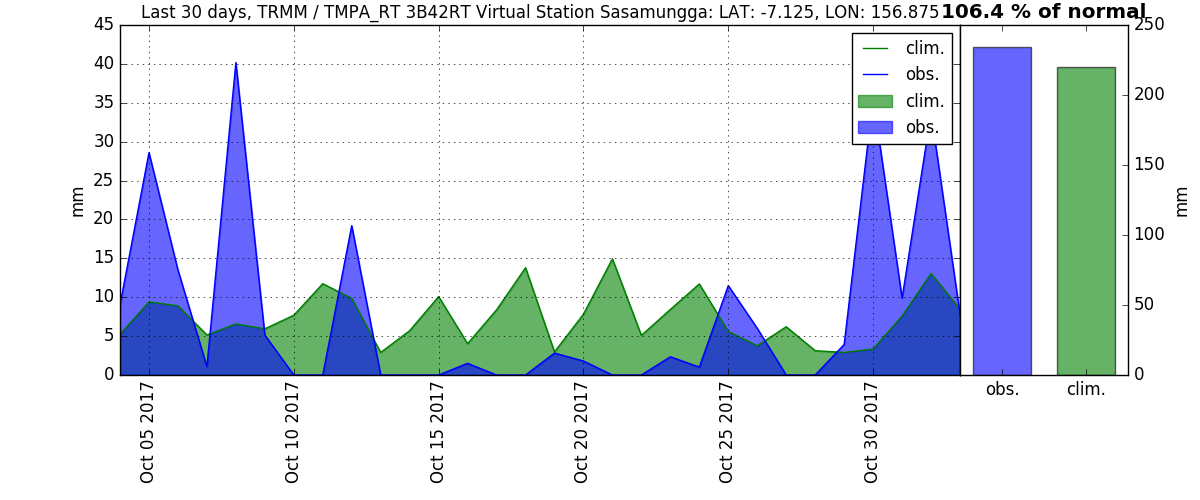 Last 30 days, TRMM / TMPA_RT 3B42RT Virtual Station Sasamungga: LAT: -7.125, LON: 156.875
106.4 % of normal
45
40
35
30
25
20
15
10
5
0
mm
clim.
obs.
clim.
obs.
Oct 05 2017
Oct 10 2017
Oct 15 2017
Oct 20 2017
Oct 25 2017
Oct 30 2017
250
200
150
100
50
0
mm
obs.
clim.